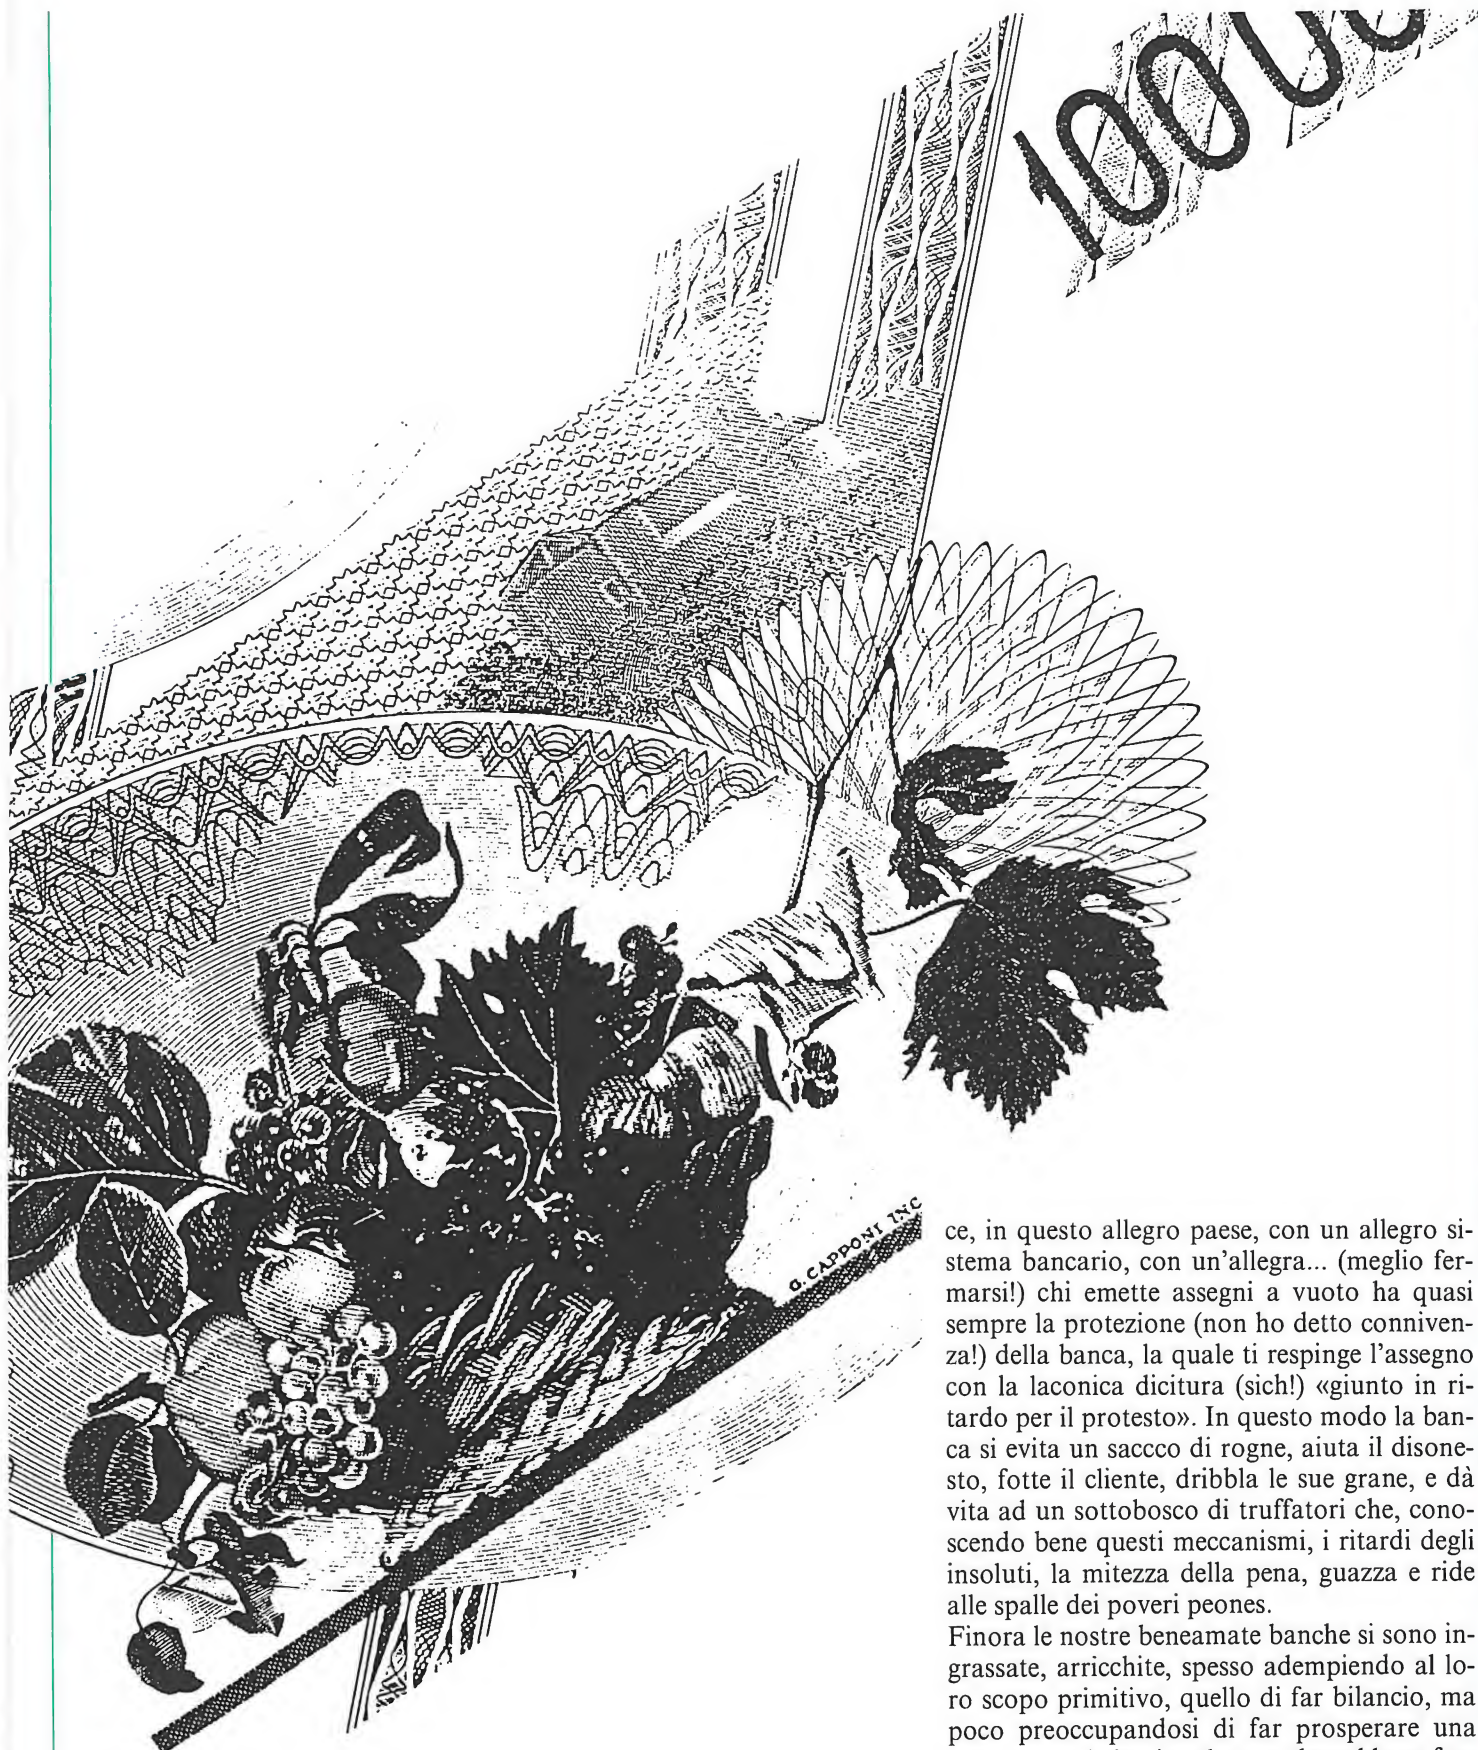 10000
G. CAPPONI INC
ce, in questo allegro paese, con un allegro si-
stema bancario, con un'allegra... (meglio fer-
marsi!) chi emette assegni a vuoto ha quasi
sempre la protezione (non ho detto conniven-
za!) della banca, la quale ti respinge l'assegno
con la laconica dicitura (sich!) «giunto in ri-
tardo per il protesto». In questo modo la ban-
ca si evita un saccco di rogne, aiuta il disone-
sto, fotte il cliente, dribbla le sue grane, e dà
vita ad un sottobosco di truffatori che, cono-
scendo bene questi meccanismi, i ritardi degli
insoluti, la mitezza della pena, guazza e ride
alle spalle dei poveri peones.
Finora le nostre beneamate banche si sono in-
grassate, arricchite, spesso adempiendo al lo-
ro scopo primitivo, quello di far bilancio, ma
poco preoccupandosi di far prosperare una